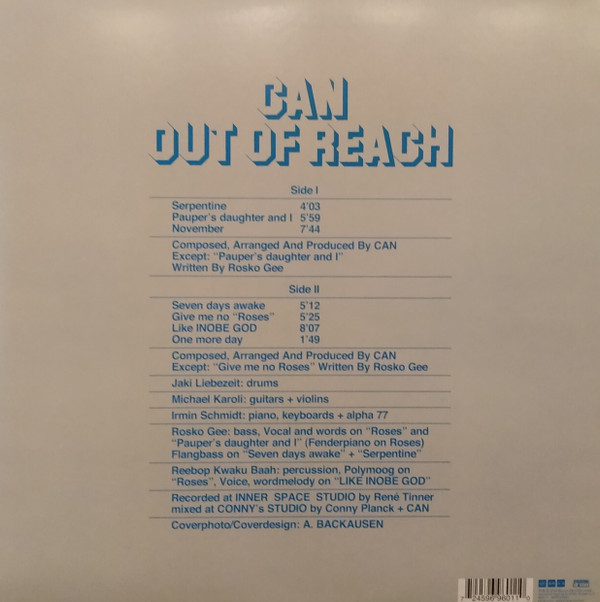 CAN
OUT OF REACH
Side I
Serpentine 4'03
Pauper's daughter and I 5'59
November 7'44
Composed, Arranged And Produced By CAN
Except: "Pauper's daughter and I"
Written By Rosko Gee
Side II
Seven days awake 5'12
Give me no "Roses" 5'25
Like INOBE GOD 8'07
One more day 1'49
Composed, Arranged And Produced By CAN
Except: "Give me no Roses" Written By Rosko Gee
Jaki Liebezeit: drums
Michael Karoli: guitars + violins
Irmin Schmidt: piano, keyboards + alpha 77
Rosko Gee: bass, Vocal and words on "Roses" and
"Pauper's daughter and I" (Fenderpiano on Roses)
Flangbass on "Seven days awake" + "Serpentine"
Reebop Kwaku Baah: percussion, Polymoog on
"Roses", Voice, wordmelody on "LIKE INOBE GOD"
Recorded at INNER SPACE STUDIO by René Tinner
mixed at CONNY's STUDIO by Conny Planck + CAN
Coverphoto/Coverdesign: A. BACKAUSEN